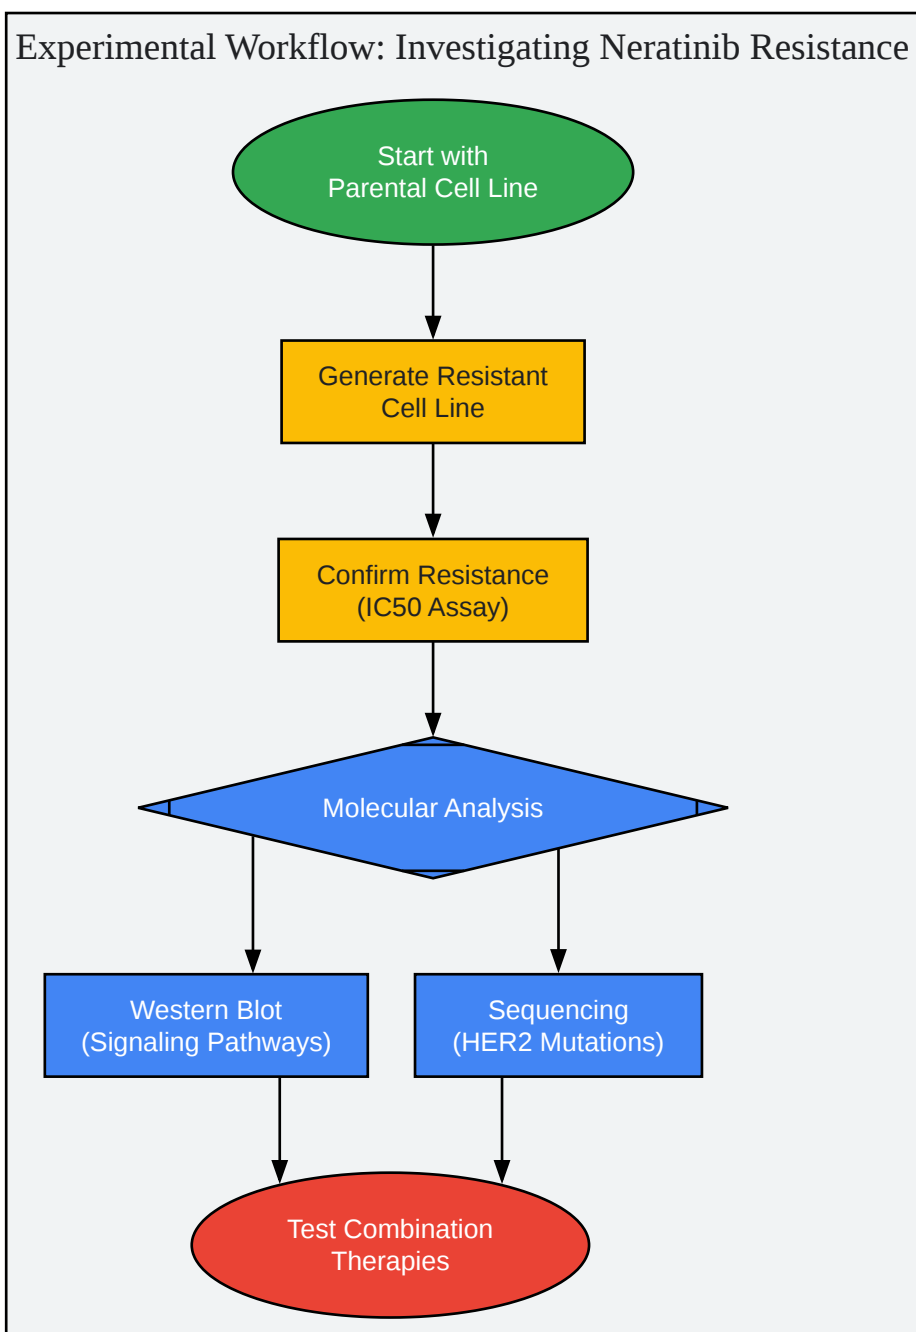 Experimental Workflow: Investigating Neratinib Resistance
Start with
Parental Cell Line
Generate Resistant
Cell Line
Confirm Resistance
(IC50 Assay)
Molecular Analysis
Western Blot
(Signaling Pathways)
Sequencing
(HER2 Mutations)
Test Combination
Therapies